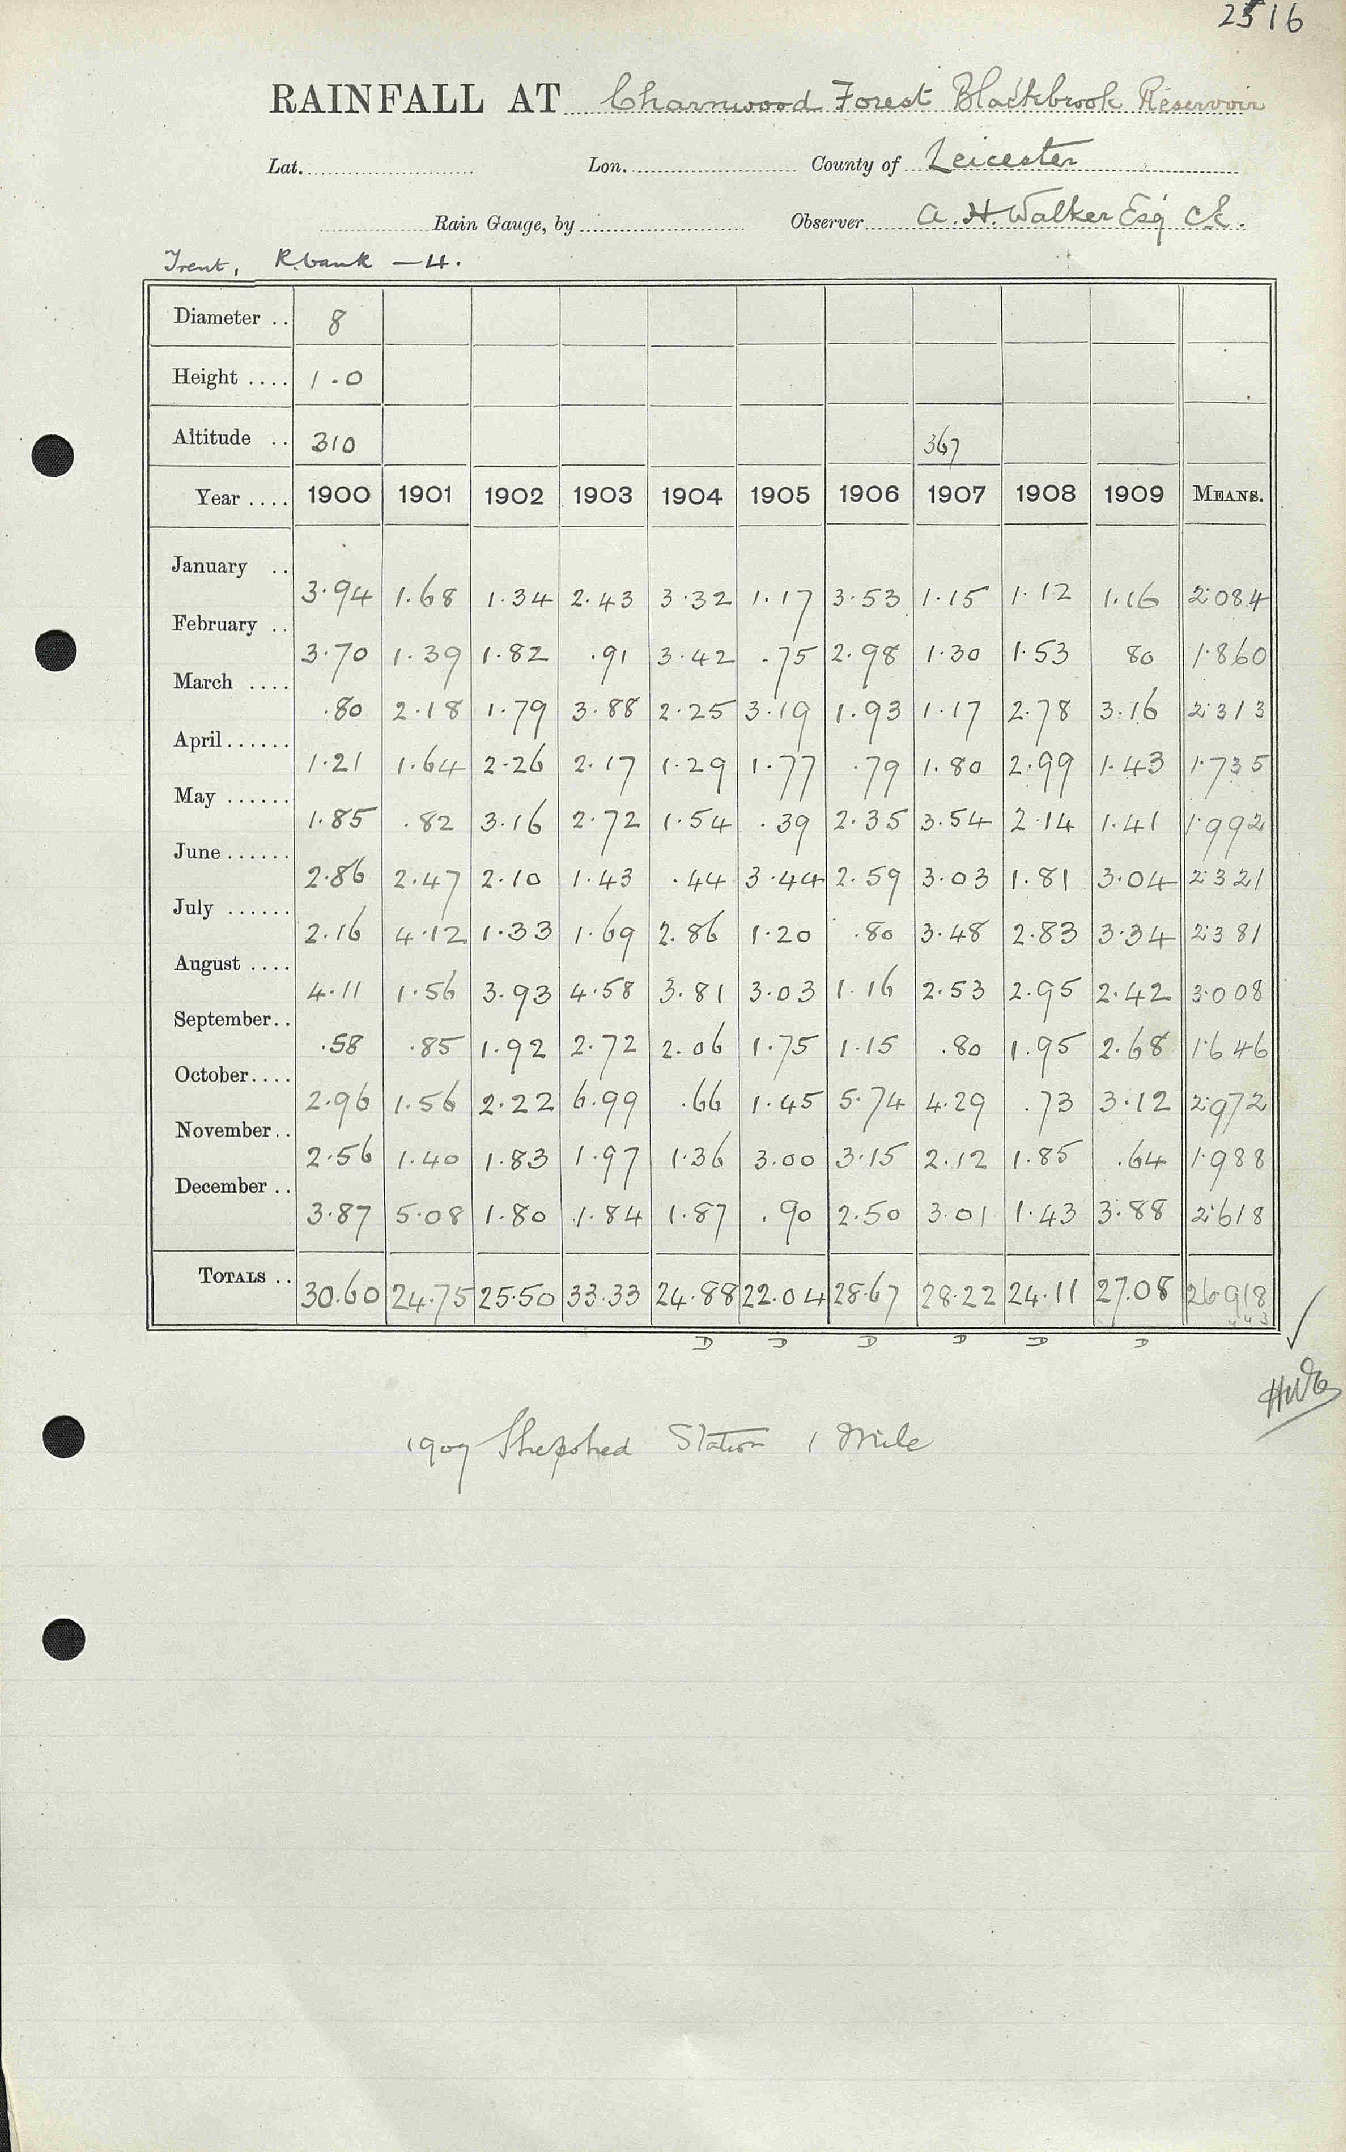 2516
RAINFALL AT Charnwood Forest Blackbrook Reservoir
Lat. Lon. County of Leicester
Rain Gauge, by Observer A. H. Walker Esq CE.
Trent, R. bank — 4.
Diameter .. 8
Height .... 1-0
Altitude .. 310 367
Year .... 1900 1901 1902 1903 1904 1905 1906 1907 1908 1909 MEANS.
January .. 3.94 1.68 1.34 2.43 3.32 1.17 3.53 1.15 1.12 1.16 2.084
February .. 3.70 1.39 1.82 .91 3.42 .75 2.98 1.30 1.53 80 1.860
March .... .80 2.18 1.79 3.88 2.25 3.19 1.93 1.17 2.78 3.16 2.313
April ...... 1.21 1.64 2.26 2.17 1.29 1.77 .79 1.80 2.99 1.43 1.735
May ...... 1.85 .82 3.16 2.72 1.54 .39 2.35 3.54 2.14 1.41 1.992
June ...... 2.86 2.47 2.10 1.43 .44 3.44 2.59 3.03 1.81 3.04 2.321
July ...... 2.16 4.12 1.33 1.69 2.86 1.20 .80 3.48 2.83 3.34 2.381
August .... 4.11 1.56 3.93 4.58 3.81 3.03 1.16 2.53 2.95 2.42 3.008
September .. .58 .85 1.92 2.72 2.06 1.75 1.15 .80 1.95 2.68 1.646
October .... 2.96 1.56 2.22 6.99 .66 1.45 5.74 4.29 .73 3.12 2.972
November .. 2.56 1.40 1.83 1.97 1.36 3.00 3.15 2.12 1.85 .64 1.988
December .. 3.87 5.08 1.80 1.84 1.87 .90 2.50 3.01 1.43 3.88 2.618
TOTALS .. 30.60 24.75 25.50 33.33 24.88 22.04 28.67 28.22 24.11 27.08 26.918
D D D D D D
1907 Shepshed Station 1 Mile